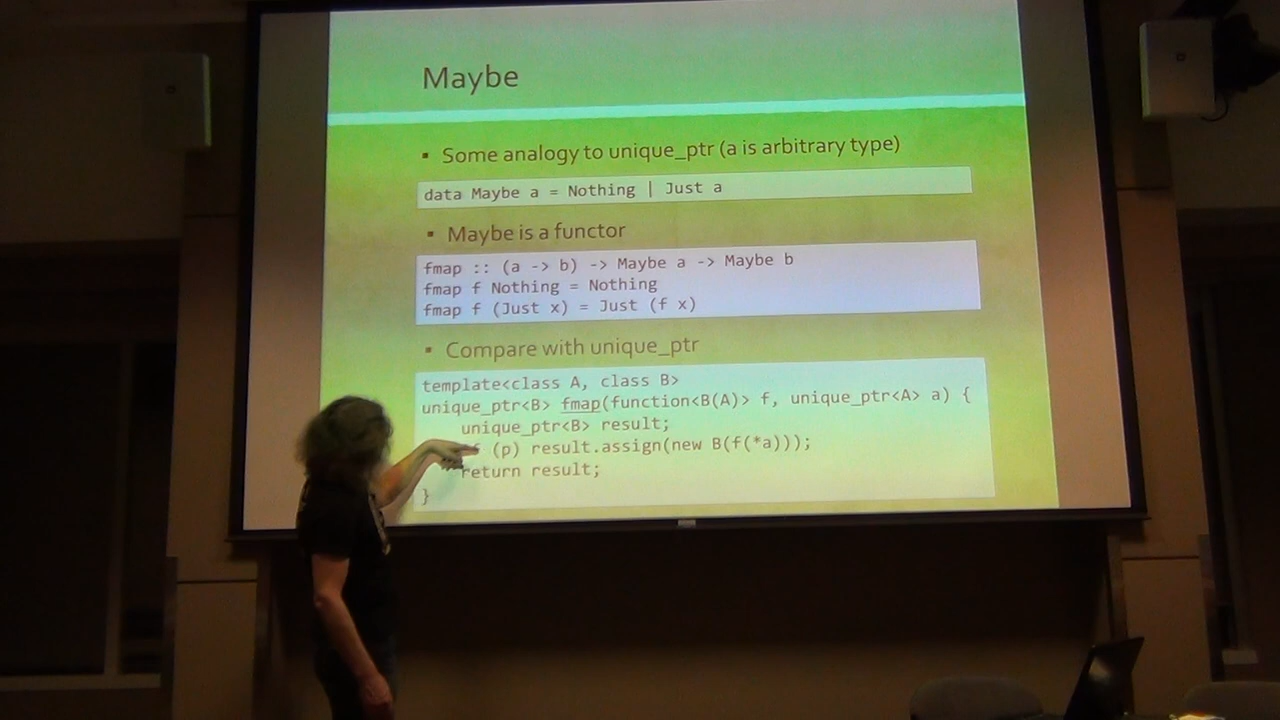 Maybe
▪ Some analogy to unique_ptr (a is arbitrary type)
data Maybe a = Nothing | Just a
▪ Maybe is a functor
fmap :: (a -> b) -> Maybe a -> Maybe b
fmap f Nothing = Nothing
fmap f (Just x) = Just (f x)
▪ Compare with unique_ptr
template<class A, class B>
unique_ptr<B> fmap(function<B(A)> f, unique_ptr<A> a) {
unique_ptr<B> result;
(p) result.assign(new B(f(*a)));
return result;
}